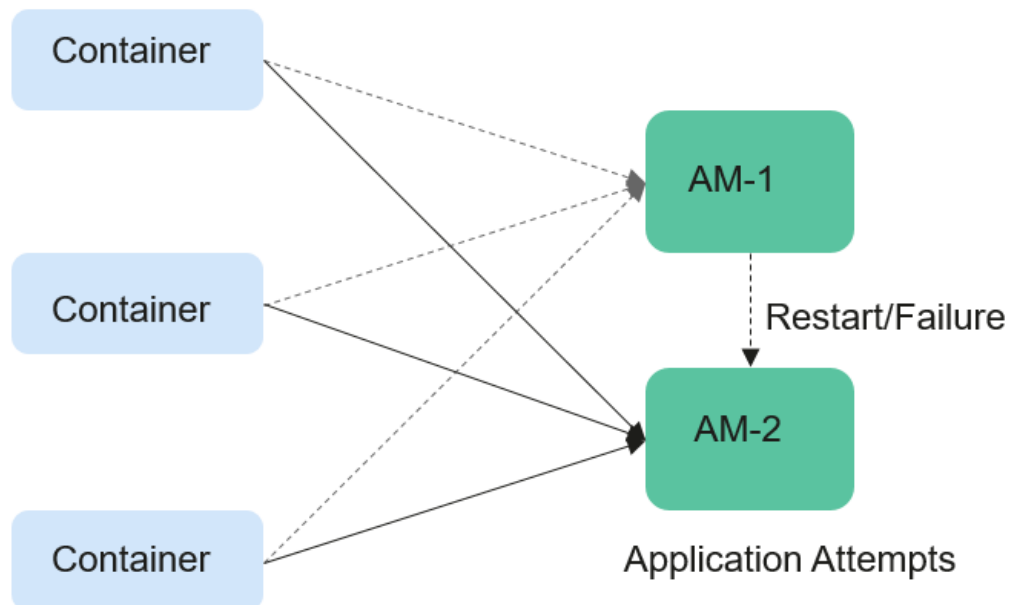 Container
AM-1
Container
Restart/Failure
AM-2
Container
Application Attempts